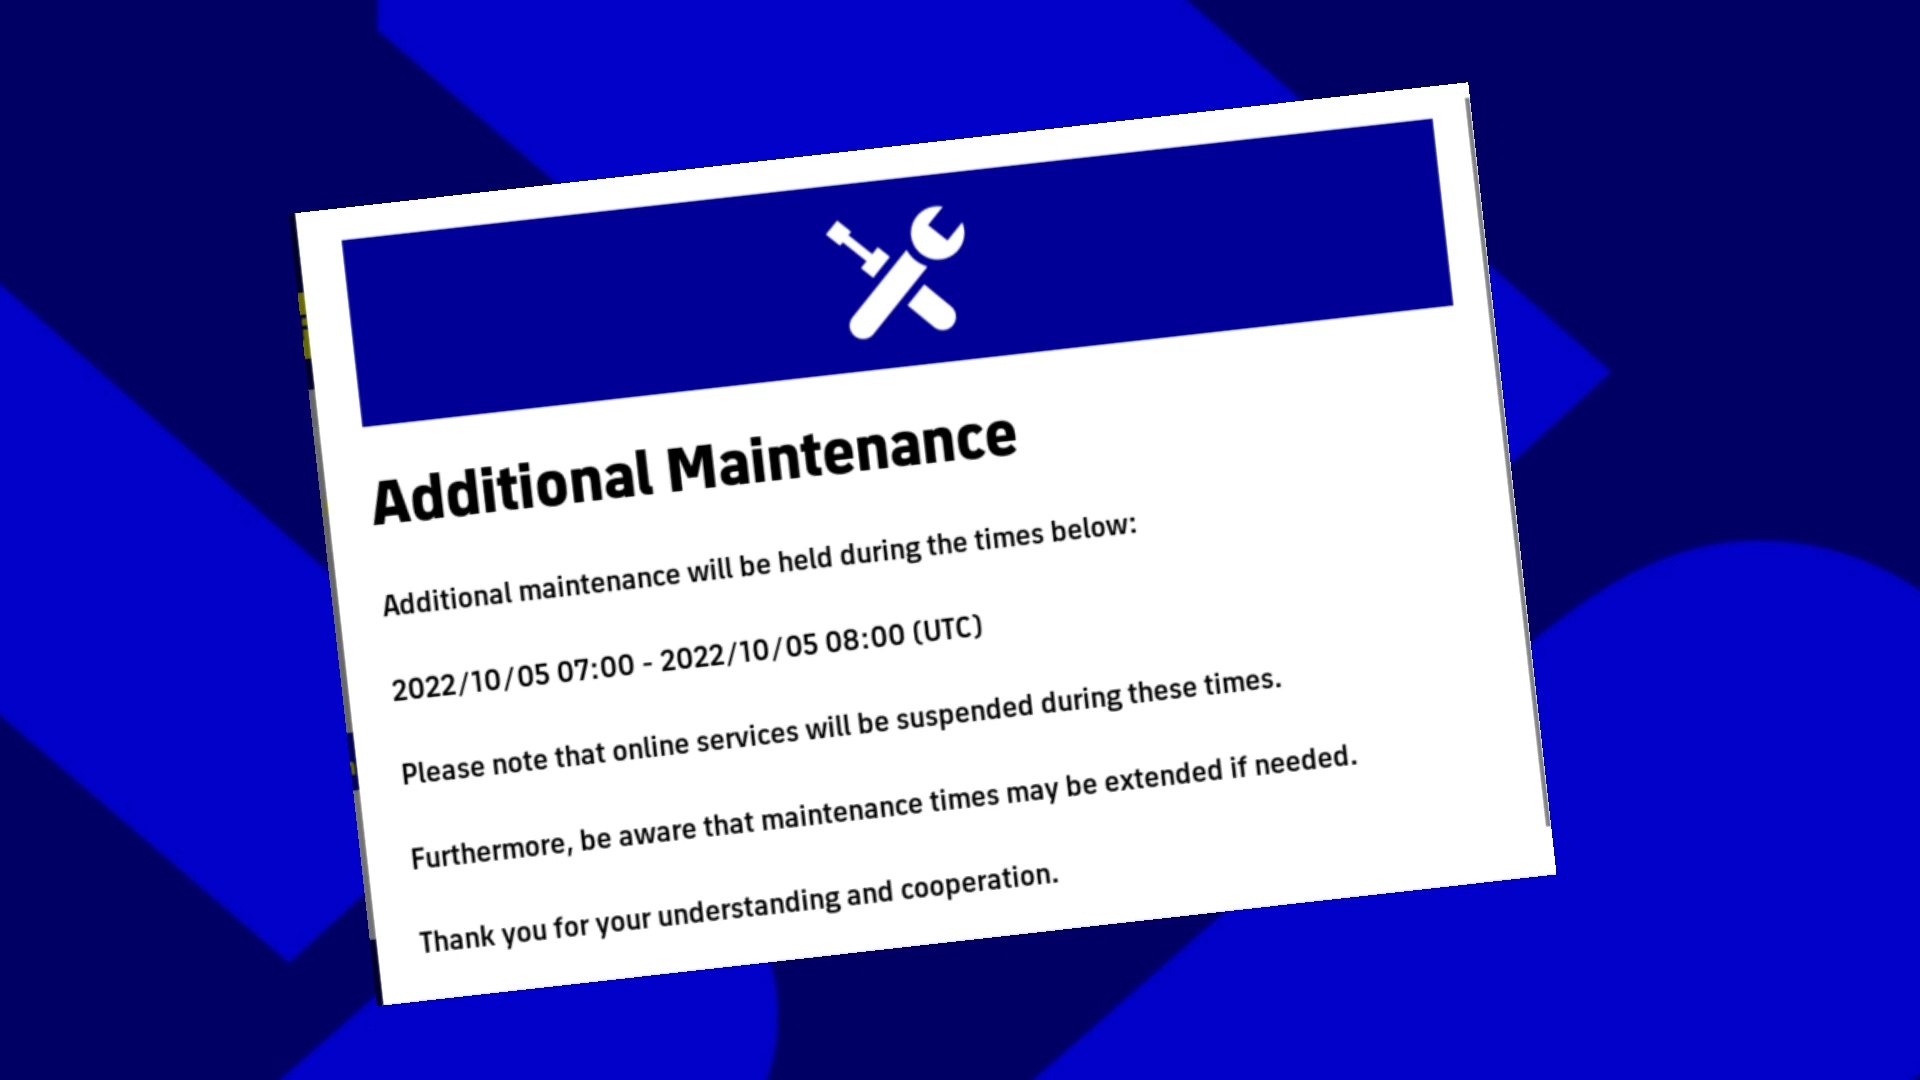 Additional Maintenance
Additional maintenance will be held during the times below:
2022/10/05 07:00 - 2022/10/05 08:00 (UTC)
Please note that online services will be suspended during these times.
Furthermore, be aware that maintenance times may be extended if needed.
Thank you for your understanding and cooperation.